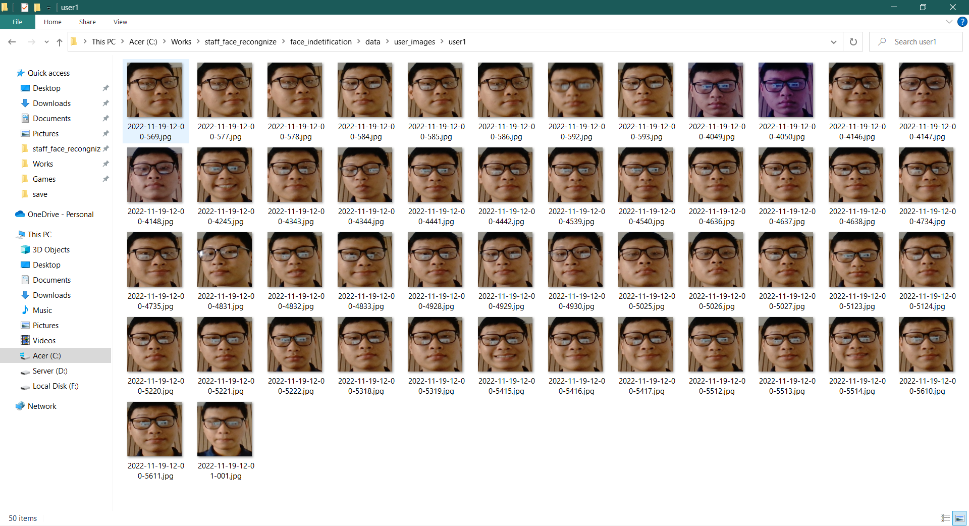 user1
File Home Share View
This PC Acer (C:) Works staff_face_recongnize face_indetification data user_images user1
Search user1
Quick access
Desktop
Downloads
Documents
Pictures
staff_face_recongniz
Works
Games
save
OneDrive - Personal
This PC
3D Objects
Desktop
Documents
Downloads
Music
Pictures
Videos
Acer (C:)
Server (D:)
Local Disk (F:)
Network
2022-11-19-12-0 2022-11-19-12-0 2022-11-19-12-0 2022-11-19-12-0 2022-11-19-12-0 2022-11-19-12-0 2022-11-19-12-0 2022-11-19-12-0 2022-11-19-12-0 2022-11-19-12-0 2022-11-19-12-0 2022-11-19-12-0
0-569.jpg 0-577.jpg 0-578.jpg 0-584.jpg 0-585.jpg 0-586.jpg 0-592.jpg 0-593.jpg 0-4049.jpg 0-4050.jpg 0-4146.jpg 0-4147.jpg
2022-11-19-12-0 2022-11-19-12-0 2022-11-19-12-0 2022-11-19-12-0 2022-11-19-12-0 2022-11-19-12-0 2022-11-19-12-0 2022-11-19-12-0 2022-11-19-12-0 2022-11-19-12-0 2022-11-19-12-0 2022-11-19-12-0
0-4148.jpg 0-4245.jpg 0-4343.jpg 0-4344.jpg 0-4441.jpg 0-4442.jpg 0-4539.jpg 0-4540.jpg 0-4636.jpg 0-4637.jpg 0-4638.jpg 0-4734.jpg
2022-11-19-12-0 2022-11-19-12-0 2022-11-19-12-0 2022-11-19-12-0 2022-11-19-12-0 2022-11-19-12-0 2022-11-19-12-0 2022-11-19-12-0 2022-11-19-12-0 2022-11-19-12-0 2022-11-19-12-0 2022-11-19-12-0
0-4735.jpg 0-4831.jpg 0-4832.jpg 0-4833.jpg 0-4928.jpg 0-4929.jpg 0-4930.jpg 0-5025.jpg 0-5026.jpg 0-5027.jpg 0-5123.jpg 0-5124.jpg
2022-11-19-12-0 2022-11-19-12-0 2022-11-19-12-0 2022-11-19-12-0 2022-11-19-12-0 2022-11-19-12-0 2022-11-19-12-0 2022-11-19-12-0 2022-11-19-12-0 2022-11-19-12-0 2022-11-19-12-0 2022-11-19-12-0
0-5220.jpg 0-5221.jpg 0-5222.jpg 0-5318.jpg 0-5319.jpg 0-5415.jpg 0-5416.jpg 0-5417.jpg 0-5512.jpg 0-5513.jpg 0-5514.jpg 0-5610.jpg
2022-11-19-12-0 2022-11-19-12-0
0-5611.jpg 1-001.jpg
50 items